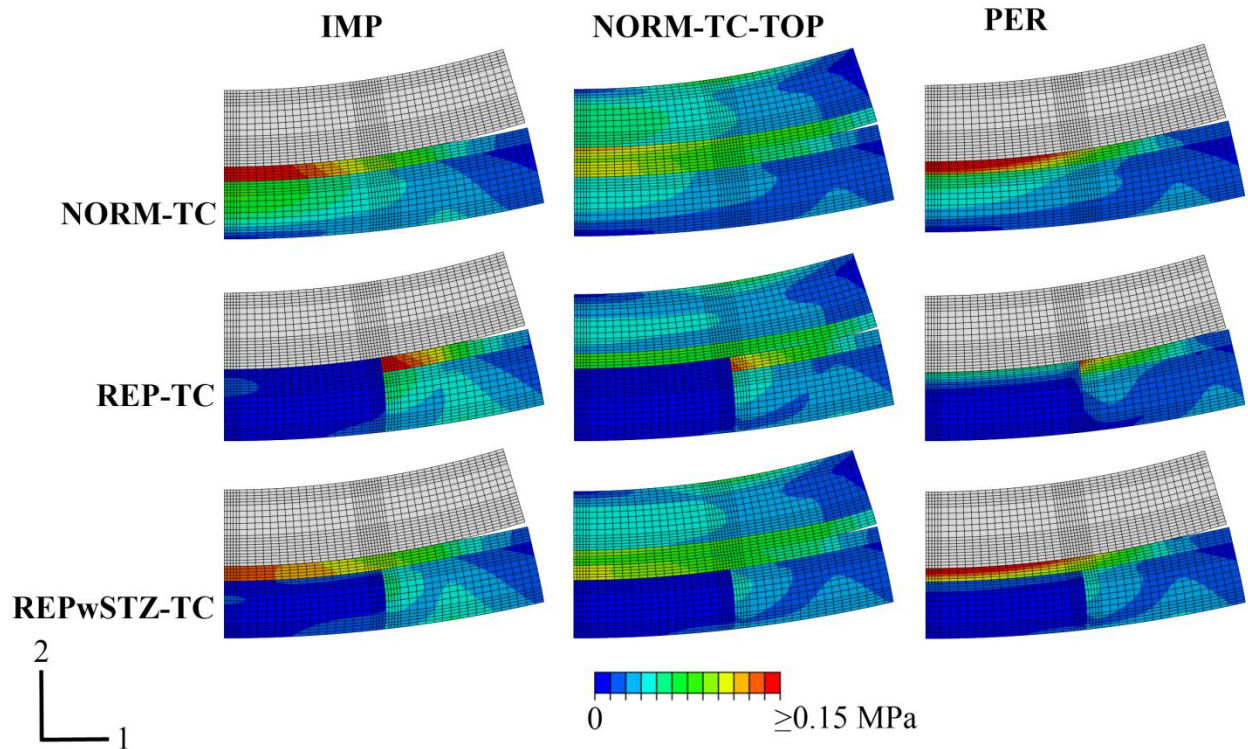 IMP
NORM-TC-TOP
PER
NORM-TC
REP-TC
REPwSTZ-TC
2
1
0
≥0.15 MPa